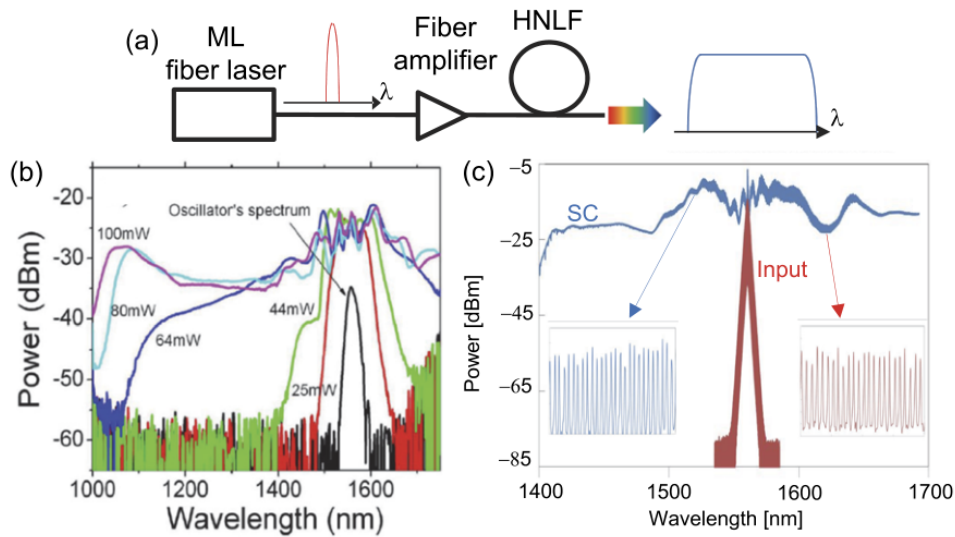 (a)
ML
fiber laser
λ
Fiber
amplifier
HNLF
λ
(b)
Power (dBm)
-20
-30
-40
-50
-60
Oscillator's spectrum
100mW
80mW
64mW
44mW
25mW
1000 1200 1400 1600
Wavelength (nm)
(c)
Power [dBm]
−5
−25
−45
−65
−85
SC
Input
1400 1500 1600 1700
Wavelength [nm]